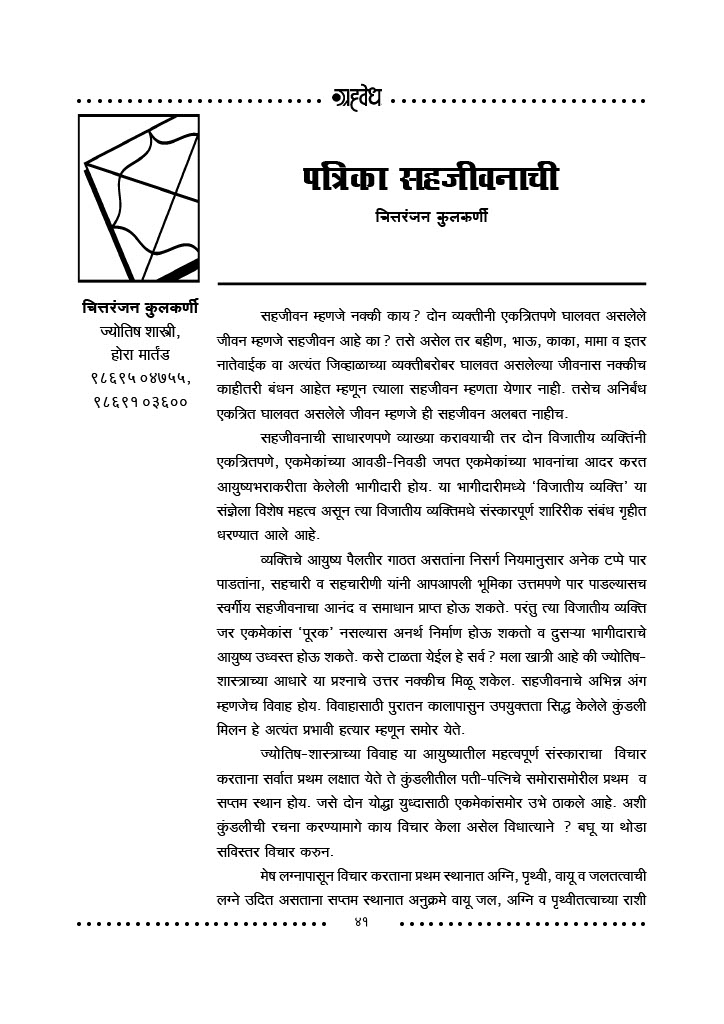 ग्रहवेध
पत्रिका सहजीवनाची
चित्तरंजन कुलकर्णी
चित्तरंजन कुलकर्णी
ज्योतिष शास्त्री,
होरा मार्तंड
९८६९५ ०४७५५,
९८६९१ ०३६००
सहजीवन म्हणजे नक्की काय ? दोन व्यक्तीनी एकत्रितपणे घालवत असलेले
जीवन म्हणजे सहजीवन आहे का ? तसे असेल तर बहीण, भाऊ, काका, मामा व इतर
नातेवाईक वा अत्यंत जिव्हाळाच्या व्यक्तीबरोबर घालवत असलेल्या जीवनास नक्कीच
काहीतरी बंधन आहेत म्हणून त्याला सहजीवन म्हणता येणार नाही. तसेच अनिर्बंध
एकत्रित घालवत असलेले जीवन म्हणजे ही सहजीवन अलबत नाहीच.
सहजीवनाची साधारणपणे व्याख्या करावयाची तर दोन विजातीय व्यक्तिंनी
एकत्रितपणे, एकमेकांच्या आवडी-निवडी जपत एकमेकांच्या भावनांचा आदर करत
आयुष्यभराकरीता केलेली भागीदारी होय. या भागीदारीमध्ये ‘विजातीय व्यक्ति’ या
संज्ञेला विशेष महत्व असून त्या विजातीय व्यक्तिमधे संस्कारपूर्ण शारिरीक संबंध गृहीत
धरण्यात आले आहे.
व्यक्तिचे आयुष्य पैलतीर गाठत असतांना निसर्ग नियमानुसार अनेक टप्पे पार
पाडतांना, सहचारी व सहचारीणी यांनी आपआपली भूमिका उत्तमपणे पार पाडल्यासच
स्वर्गीय सहजीवनाचा आनंद व समाधान प्राप्त होऊ शकते. परंतु त्या विजातीय व्यक्ति
जर एकमेकांस ‘पूरक’ नसल्यास अनर्थ निर्माण होऊ शकतो व दुसऱ्या भागीदाराचे
आयुष्य उध्वस्त होऊ शकते. कसे टाळता येईल हे सर्व ? मला खात्री आहे की ज्योतिष-
शास्त्राच्या आधारे या प्रश्नाचे उत्तर नक्कीच मिळू शकेल. सहजीवनाचे अभिन्न अंग
म्हणजेच विवाह होय. विवाहासाठी पुरातन कालापासुन उपयुक्तता सिद्ध केलेले कुंडली
मिलन हे अत्यंत प्रभावी हत्यार म्हणून समोर येते.
ज्योतिष-शास्त्राच्या विवाह या आयुष्यातील महत्वपूर्ण संस्काराचा विचार
करताना सर्वात प्रथम लक्षात येते ते कुंडलीतील पती-पत्निचे समोरासमोरील प्रथम व
सप्तम स्थान होय. जसे दोन योद्धा युध्दासाठी एकमेकांसमोर उभे ठाकले आहे. अशी
कुंडलीची रचना करण्यामागे काय विचार केला असेल विधात्याने ? बघू या थोडा
सविस्तर विचार करुन.
मेष लग्नापासून विचार करताना प्रथम स्थानात अग्नि, पृथ्वी, वायू व जलतत्वाची
लग्ने उदित असताना सप्तम स्थानात अनुक्रमे वायू जल, अग्नि व पृथ्वीतत्वाच्या राशी
४१